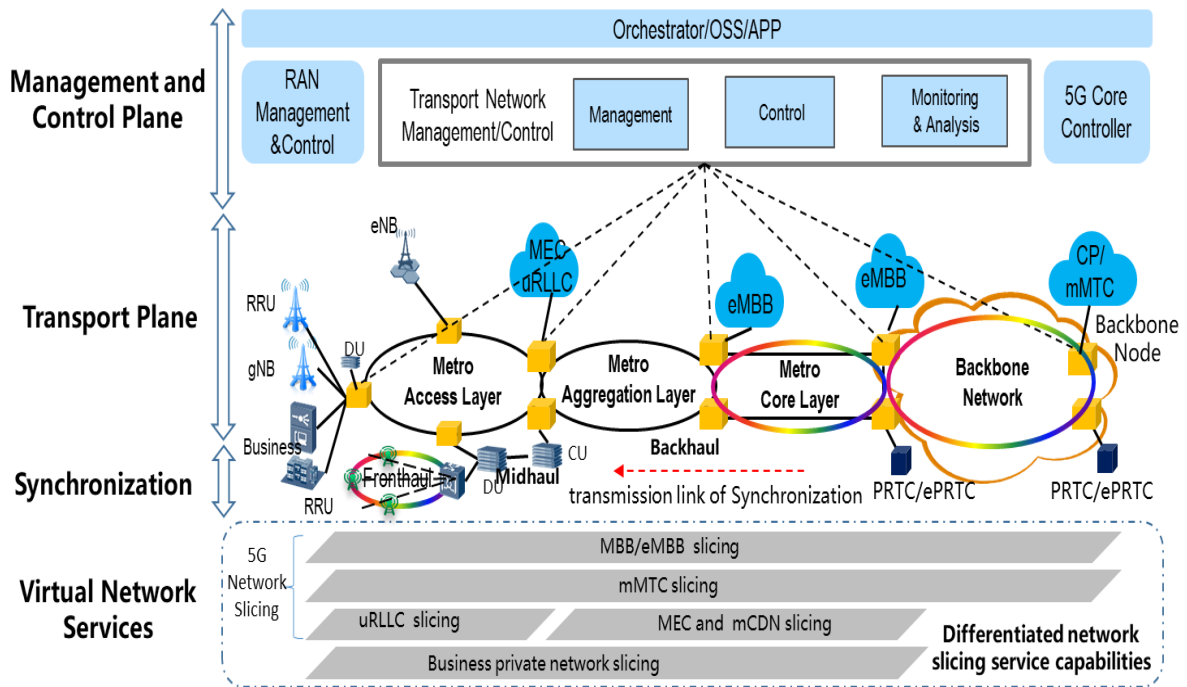 Orchestrator/OSS/APP
Management and
Control Plane
RAN
Management
&Control
Transport Network
Management/Control
Management
Control
Monitoring
& Analysis
5G Core
Controller
Transport Plane
eNB
MEC
uRLLC
eMBB
eMBB
CP/
mMTC
RRU
gNB
DU
Business
RRU
Metro
Access Layer
Metro
Aggregation Layer
Metro
Core Layer
Backbone
Network
Backbone
Node
Synchronization
Fronthaul
DU
Midhaul
CU
Backhaul
transmission link of Synchronization
PRTC/ePRTC
PRTC/ePRTC
Virtual Network
Services
5G
Network
Slicing
MBB/eMBB slicing
mMTC slicing
uRLLC slicing
MEC and mCDN slicing
Business private network slicing
Differentiated network
slicing service capabilities